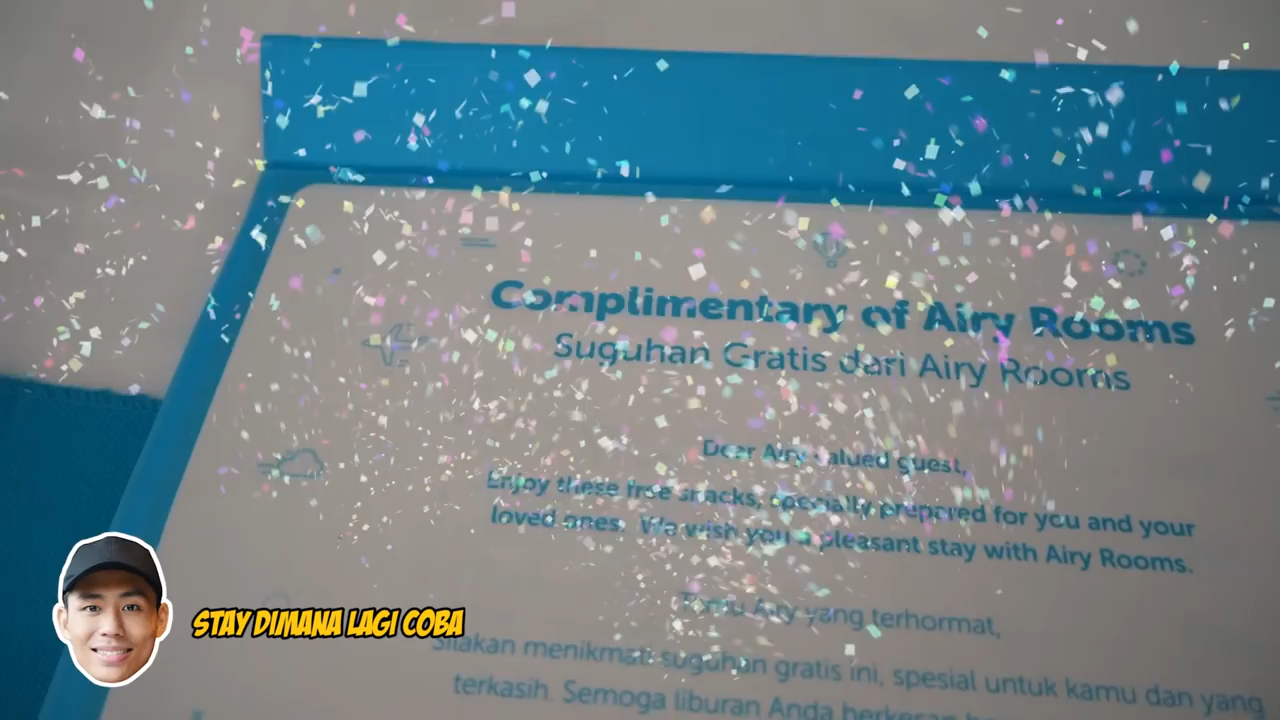 Complimentary of Airy Rooms
Suguhan Gratis dari Airy Rooms
Dear Airy valued guest,
Enjoy these free snacks, specially prepared for you and your
loved ones. We wish you a pleasant stay with Airy Rooms.
Tamu Airy yang terhormat,
Silakan menikmati suguhan gratis ini, spesial untuk kamu dan yang
terkasih. Semoga liburan Anda berkesan
STAY DIMANA LAGI COBA